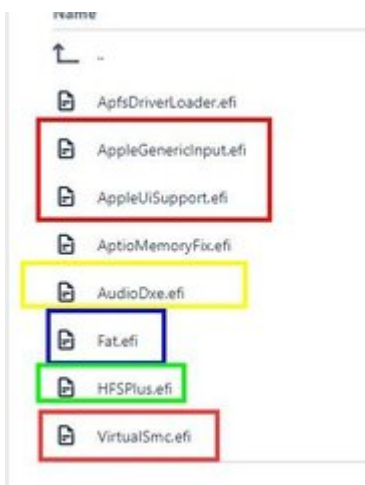 Name
..
ApfsDriverLoader.efi
AppleGenericInput.efi
AppleUiSupport.efi
AptioMemoryFix.efi
AudioDxe.efi
Fat.efi
HFSPlus.efi
VirtualSmc.efi